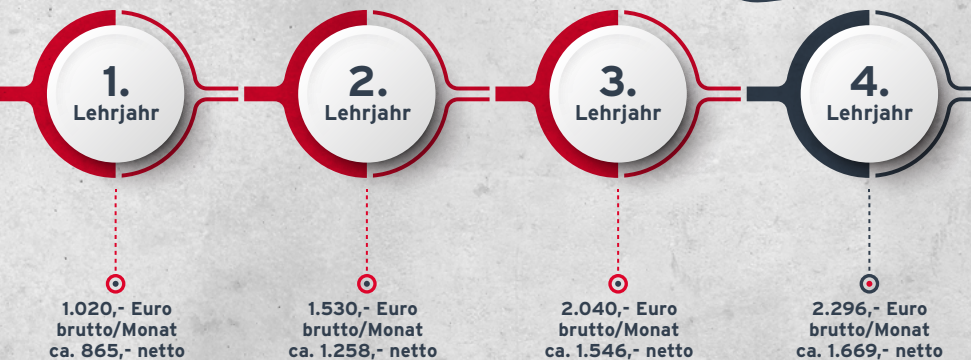 1.
Lehrjahr
1.020,- Euro
brutto/Monat
ca. 865,- netto
2.
Lehrjahr
1.530,- Euro
brutto/Monat
ca. 1.258,- netto
3.
Lehrjahr
2.040,- Euro
brutto/Monat
ca. 1.546,- netto
4.
Lehrjahr
2.296,- Euro
brutto/Monat
ca. 1.669,- netto